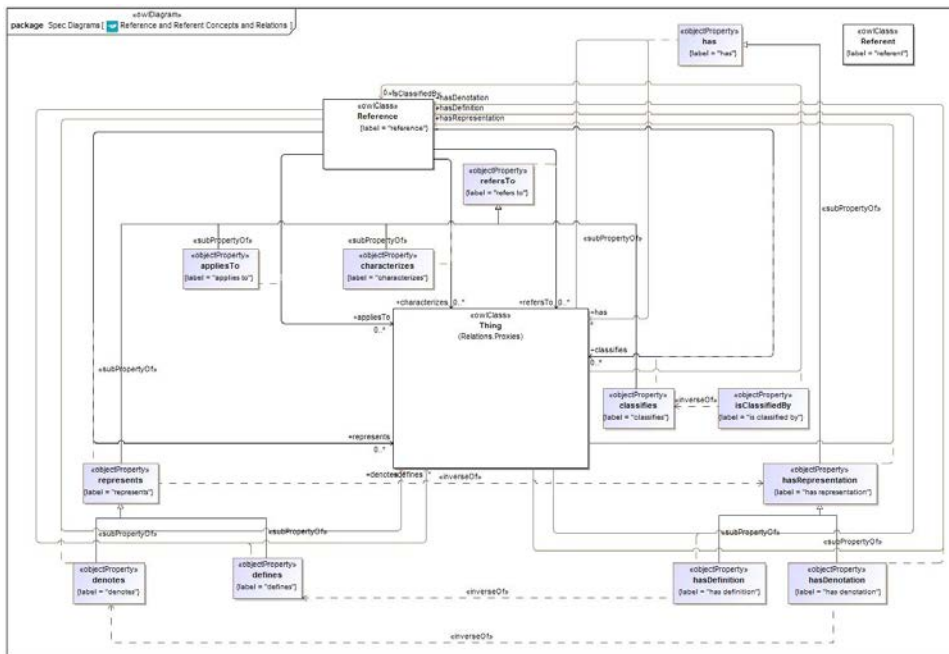 «owlDiagram»
package Spec Diagrams [ Reference and Referent Concepts and Relations ]
«objectProperty»
has
[label = "has"]
«owlClass»
Referent
[label = "referent"]
0..*
+isClassifiedBy
+hasDenotation
+hasDefinition
+hasRepresentation
«owlClass»
Reference
[label = "reference"]
«objectProperty»
refersTo
[label = "refers to"]
«subPropertyOf»
«subPropertyOf»
«subPropertyOf»
«subPropertyOf»
«objectProperty»
appliesTo
[label = "applies to"]
«objectProperty»
characterizes
[label = "characterizes"]
+characterizes
0..*
+refersTo
0..*
+appliesTo
0..*
«owlClass»
Thing
(Relations.Proxies)
+has
*
+classifies
0..*
«subPropertyOf»
«objectProperty»
classifies
[label = "classifies"]
«inverseOf»
«objectProperty»
isClassifiedBy
[label = "is classified by"]
+represents
0..*
+denotes
defines
*
«inverseOf»
«objectProperty»
represents
[label = "represents"]
«objectProperty»
hasRepresentation
[label = "has representation"]
«subPropertyOf»
«subPropertyOf»
«subPropertyOf»
«subPropertyOf»
«objectProperty»
denotes
[label = "denotes"]
«objectProperty»
defines
[label = "defines"]
«objectProperty»
hasDefinition
[label = "has definition"]
«objectProperty»
hasDenotation
[label = "has denotation"]
«inverseOf»
«inverseOf»